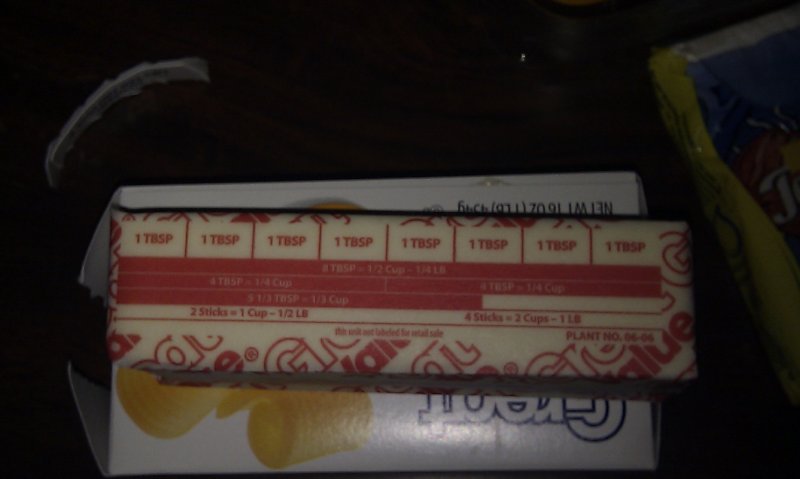 NET WT 16 OZ (1 LB) 454g
1 TBSP 1 TBSP 1 TBSP 1 TBSP 1 TBSP 1 TBSP 1 TBSP 1 TBSP
8 TBSP = 1/2 Cup - 1/4 LB
4 TBSP = 1/4 Cup 4 TBSP = 1/4 Cup
5 1/3 TBSP = 1/3 Cup
2 Sticks = 1 Cup - 1/2 LB 4 Sticks = 2 Cups - 1 LB
this unit not labeled for retail sale
PLANT NO. 06-06
Great